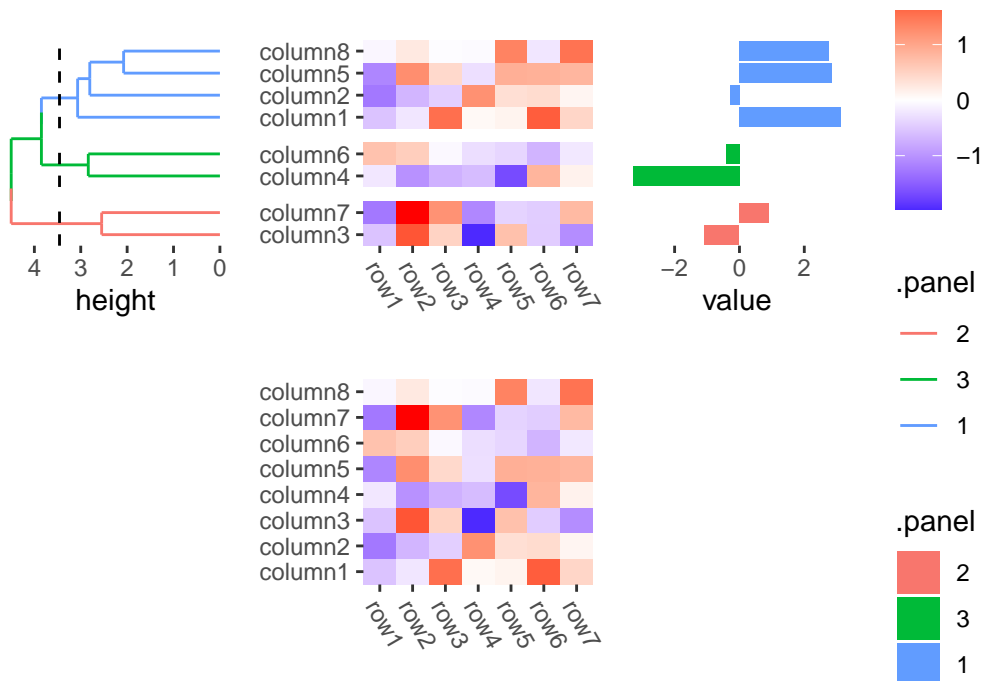 column8
column5
column2
column1
column6
column4
column7
column3
4 3 2 1 0
height
row1 row2 row3 row4 row5 row6 row7
−2 0 2
value
1
0
−1
.panel
2
3
1
column8
column7
column6
column5
column4
column3
column2
column1
row1 row2 row3 row4 row5 row6 row7
.panel
2
3
1